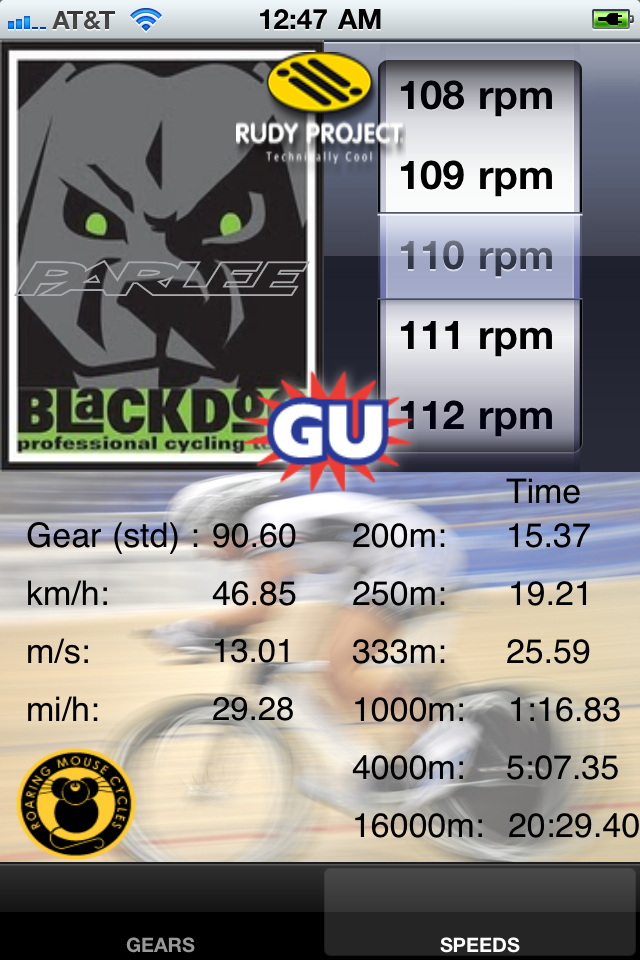 AT&T 12:47 AM
RUDY PROJECT
Technically Cool
PARLEE
BLaCKDo
professional cycling
GU
108 rpm
109 rpm
110 rpm
111 rpm
112 rpm
Time
Gear (std) : 90.60 200m: 15.37
km/h: 46.85 250m: 19.21
m/s: 13.01 333m: 25.59
mi/h: 29.28 1000m: 1:16.83
4000m: 5:07.35
16000m: 20:29.40
ROARING MOUSE CYCLES
GEARS SPEEDS